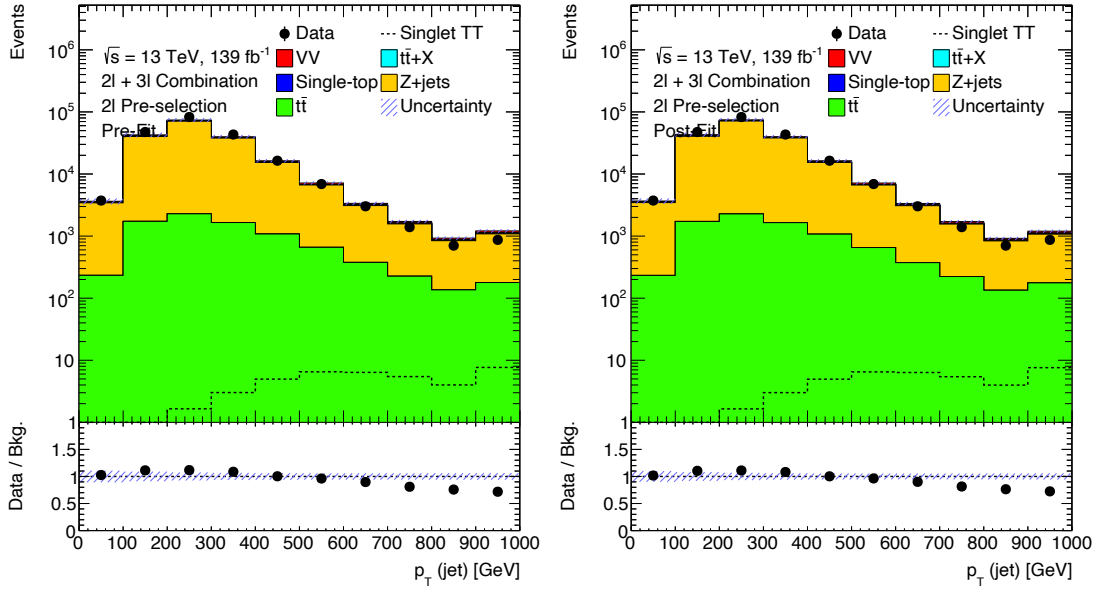 Events
10⁶
10⁵
10⁴
10³
10²
10
1
√s = 13 TeV, 139 fb⁻¹
2l + 3l Combination
2l Pre-selection
Pre-Fit
Data
VV
Single-top
tt̄
Singlet TT
tt̄+X
Z+jets
Uncertainty
Data / Bkg.
1.5
1
0.5
0
0 100 200 300 400 500 600 700 800 900 1000
p_T (jet) [GeV]
Events
10⁶
10⁵
10⁴
10³
10²
10
1
√s = 13 TeV, 139 fb⁻¹
2l + 3l Combination
2l Pre-selection
Post-Fit
Data
VV
Single-top
tt̄
Singlet TT
tt̄+X
Z+jets
Uncertainty
Data / Bkg.
1.5
1
0.5
0
0 100 200 300 400 500 600 700 800 900 1000
p_T (jet) [GeV]